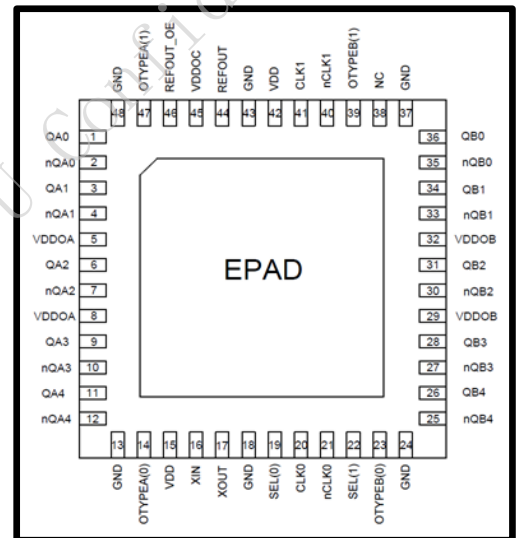 U Confid
GND OTYPEA(1) REFOUT_OE VDDOC REFOUT GND VDD CLK1 nCLK1 OTYPEB(1) NC GND
48 47 46 45 44 43 42 41 40 39 38 37
QA0 1 36 QB0
nQA0 2 35 nQB0
QA1 3 34 QB1
nQA1 4 33 nQB1
VDDOA 5 32 VDDOB
QA2 6 31 QB2
nQA2 7 30 nQB2
VDDOA 8 29 VDDOB
QA3 9 28 QB3
nQA3 10 27 nQB3
QA4 11 26 QB4
nQA4 12 25 nQB4
EPAD
13 14 15 16 17 18 19 20 21 22 23 24
GND OTYPEA(0) VDD XIN XOUT GND SEL(0) CLK0 nCLK0 SEL(1) OTYPEB(0) GND